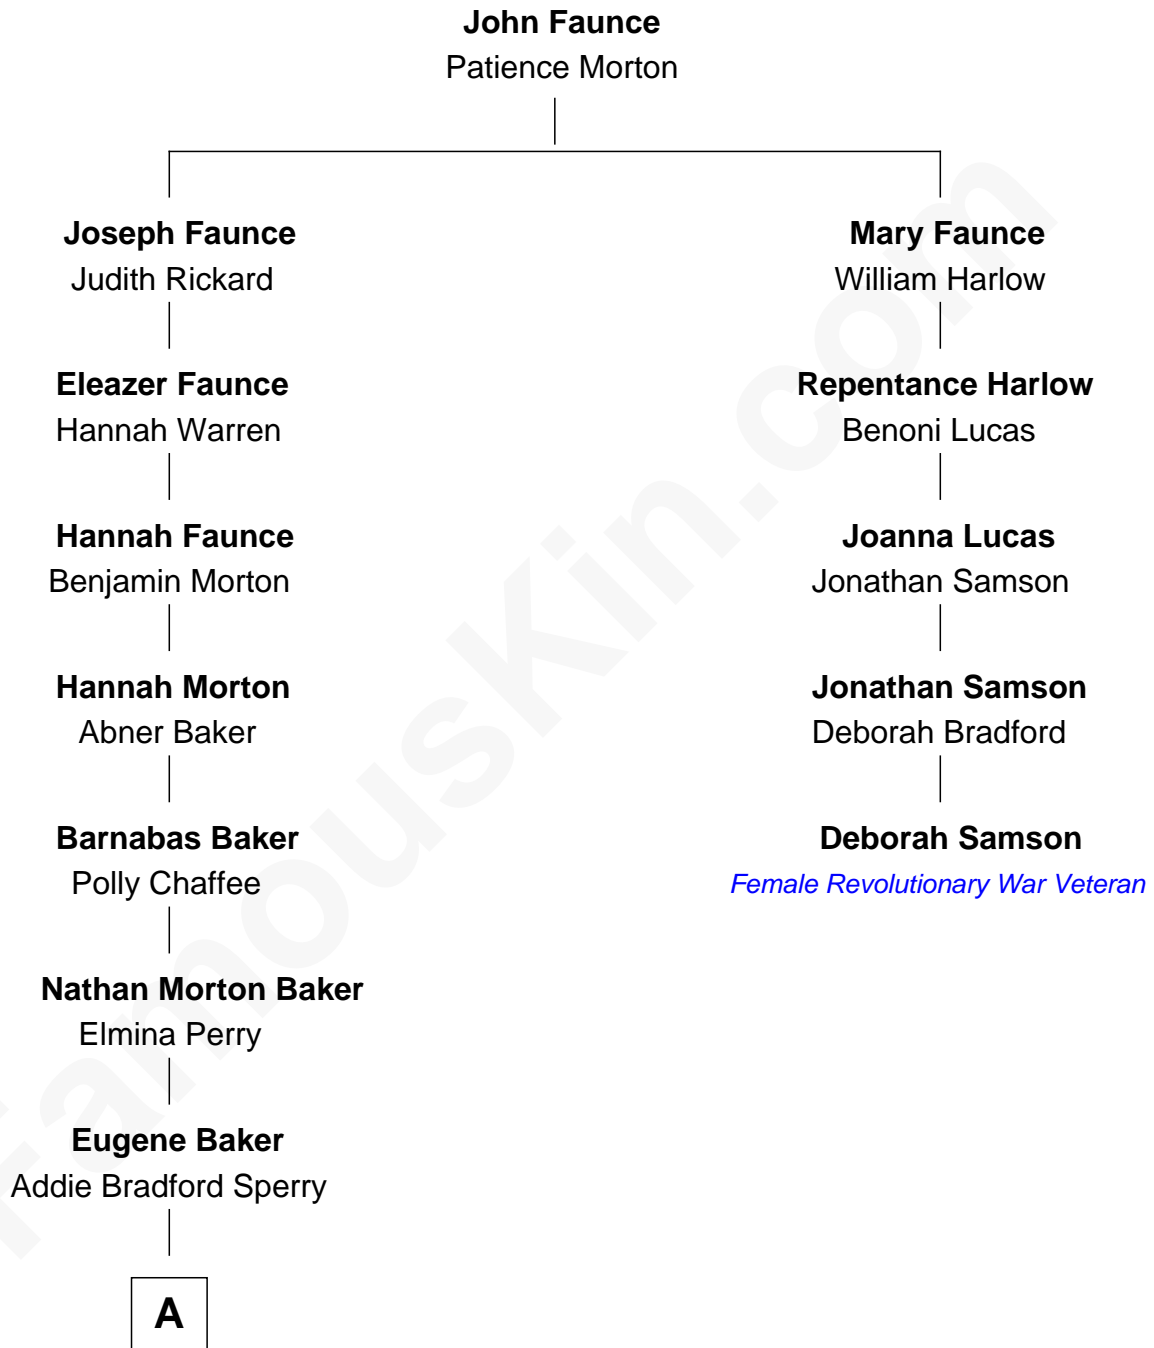 John Faunce
Patience Morton
Joseph Faunce
Judith Rickard
Mary Faunce
William Harlow
Eleazer Faunce
Hannah Warren
Repentance Harlow
Benoni Lucas
Hannah Faunce
Benjamin Morton
Joanna Lucas
Jonathan Samson
Hannah Morton
Abner Baker
Jonathan Samson
Deborah Bradford
Barnabas Baker
Polly Chaffee
Deborah Samson
Female Revolutionary War Veteran
Nathan Morton Baker
Elmina Perry
Eugene Baker
Addie Bradford Sperry
A
famouskin.com